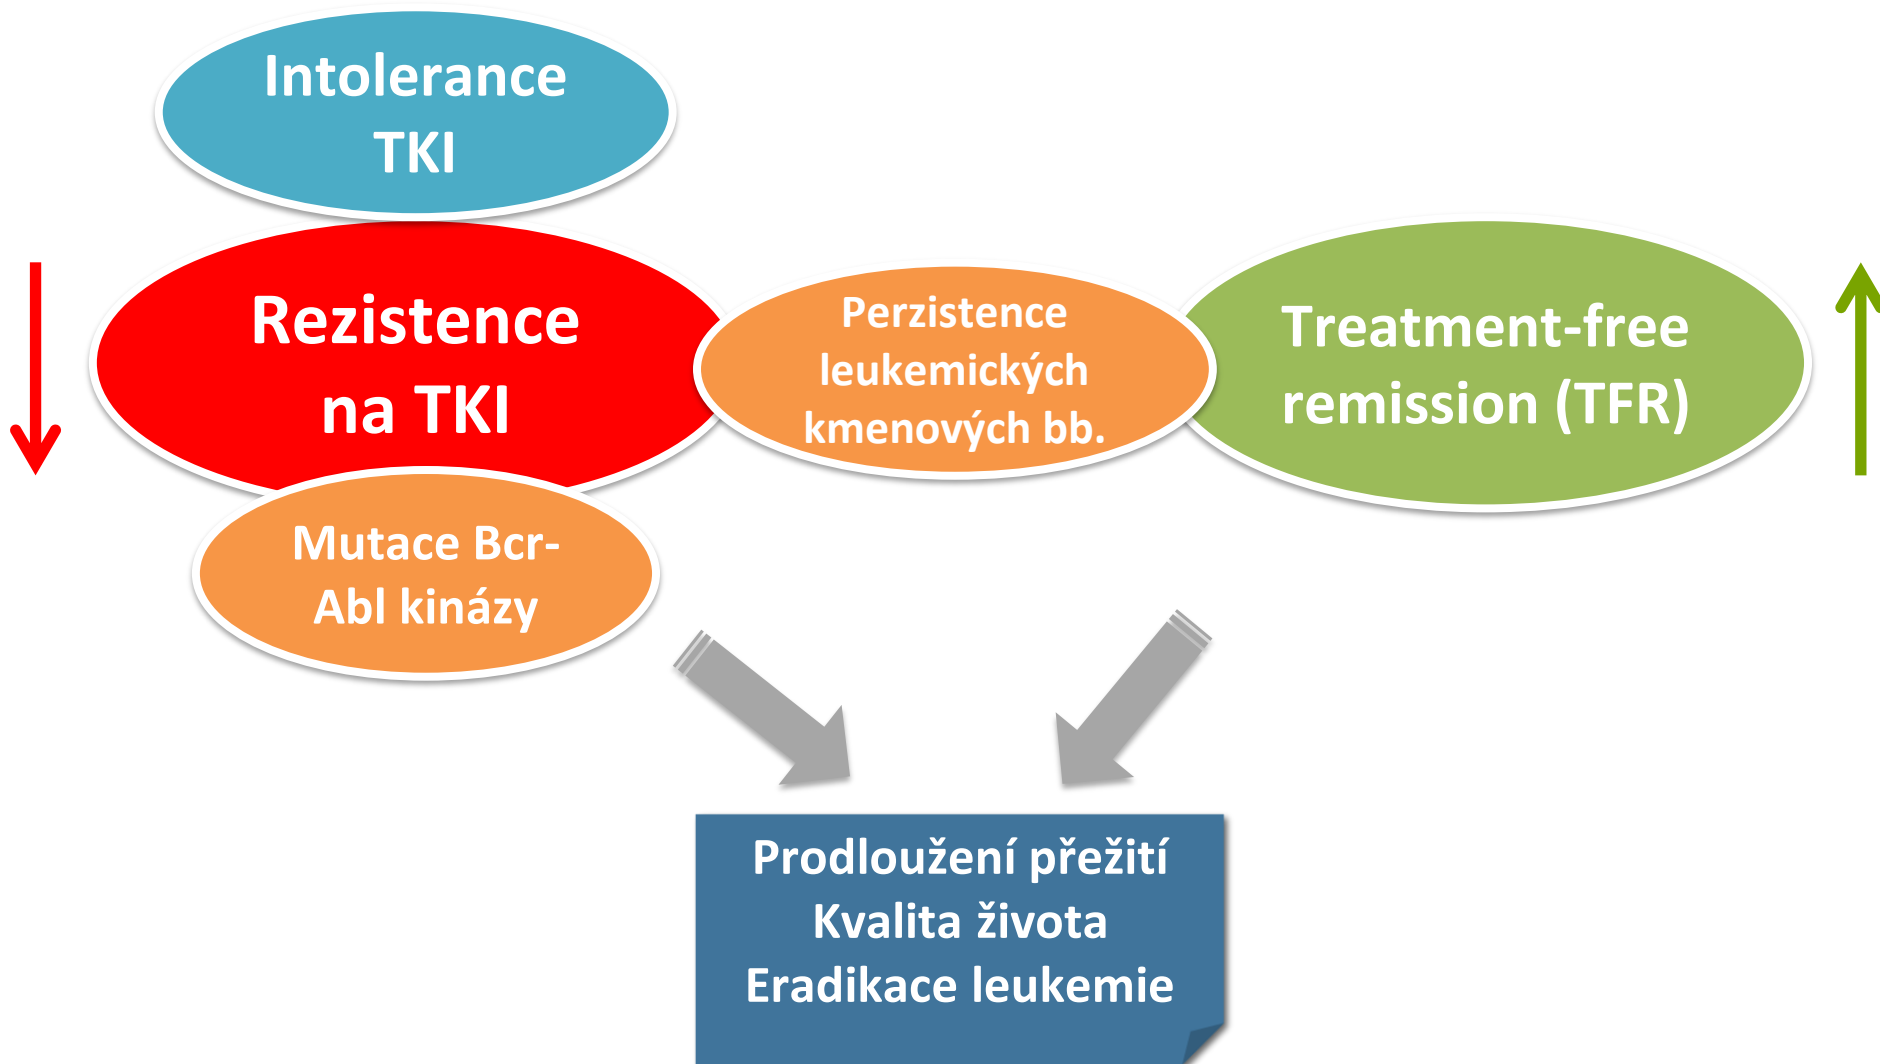 Intolerance
TKI
Rezistence
na TKI
Mutace Bcr-
Abl kinázy
Perzistence
leukemických
kmenových bb.
Treatment-free
remission (TFR)
Prodloužení přežití
Kvalita života
Eradikace leukemie